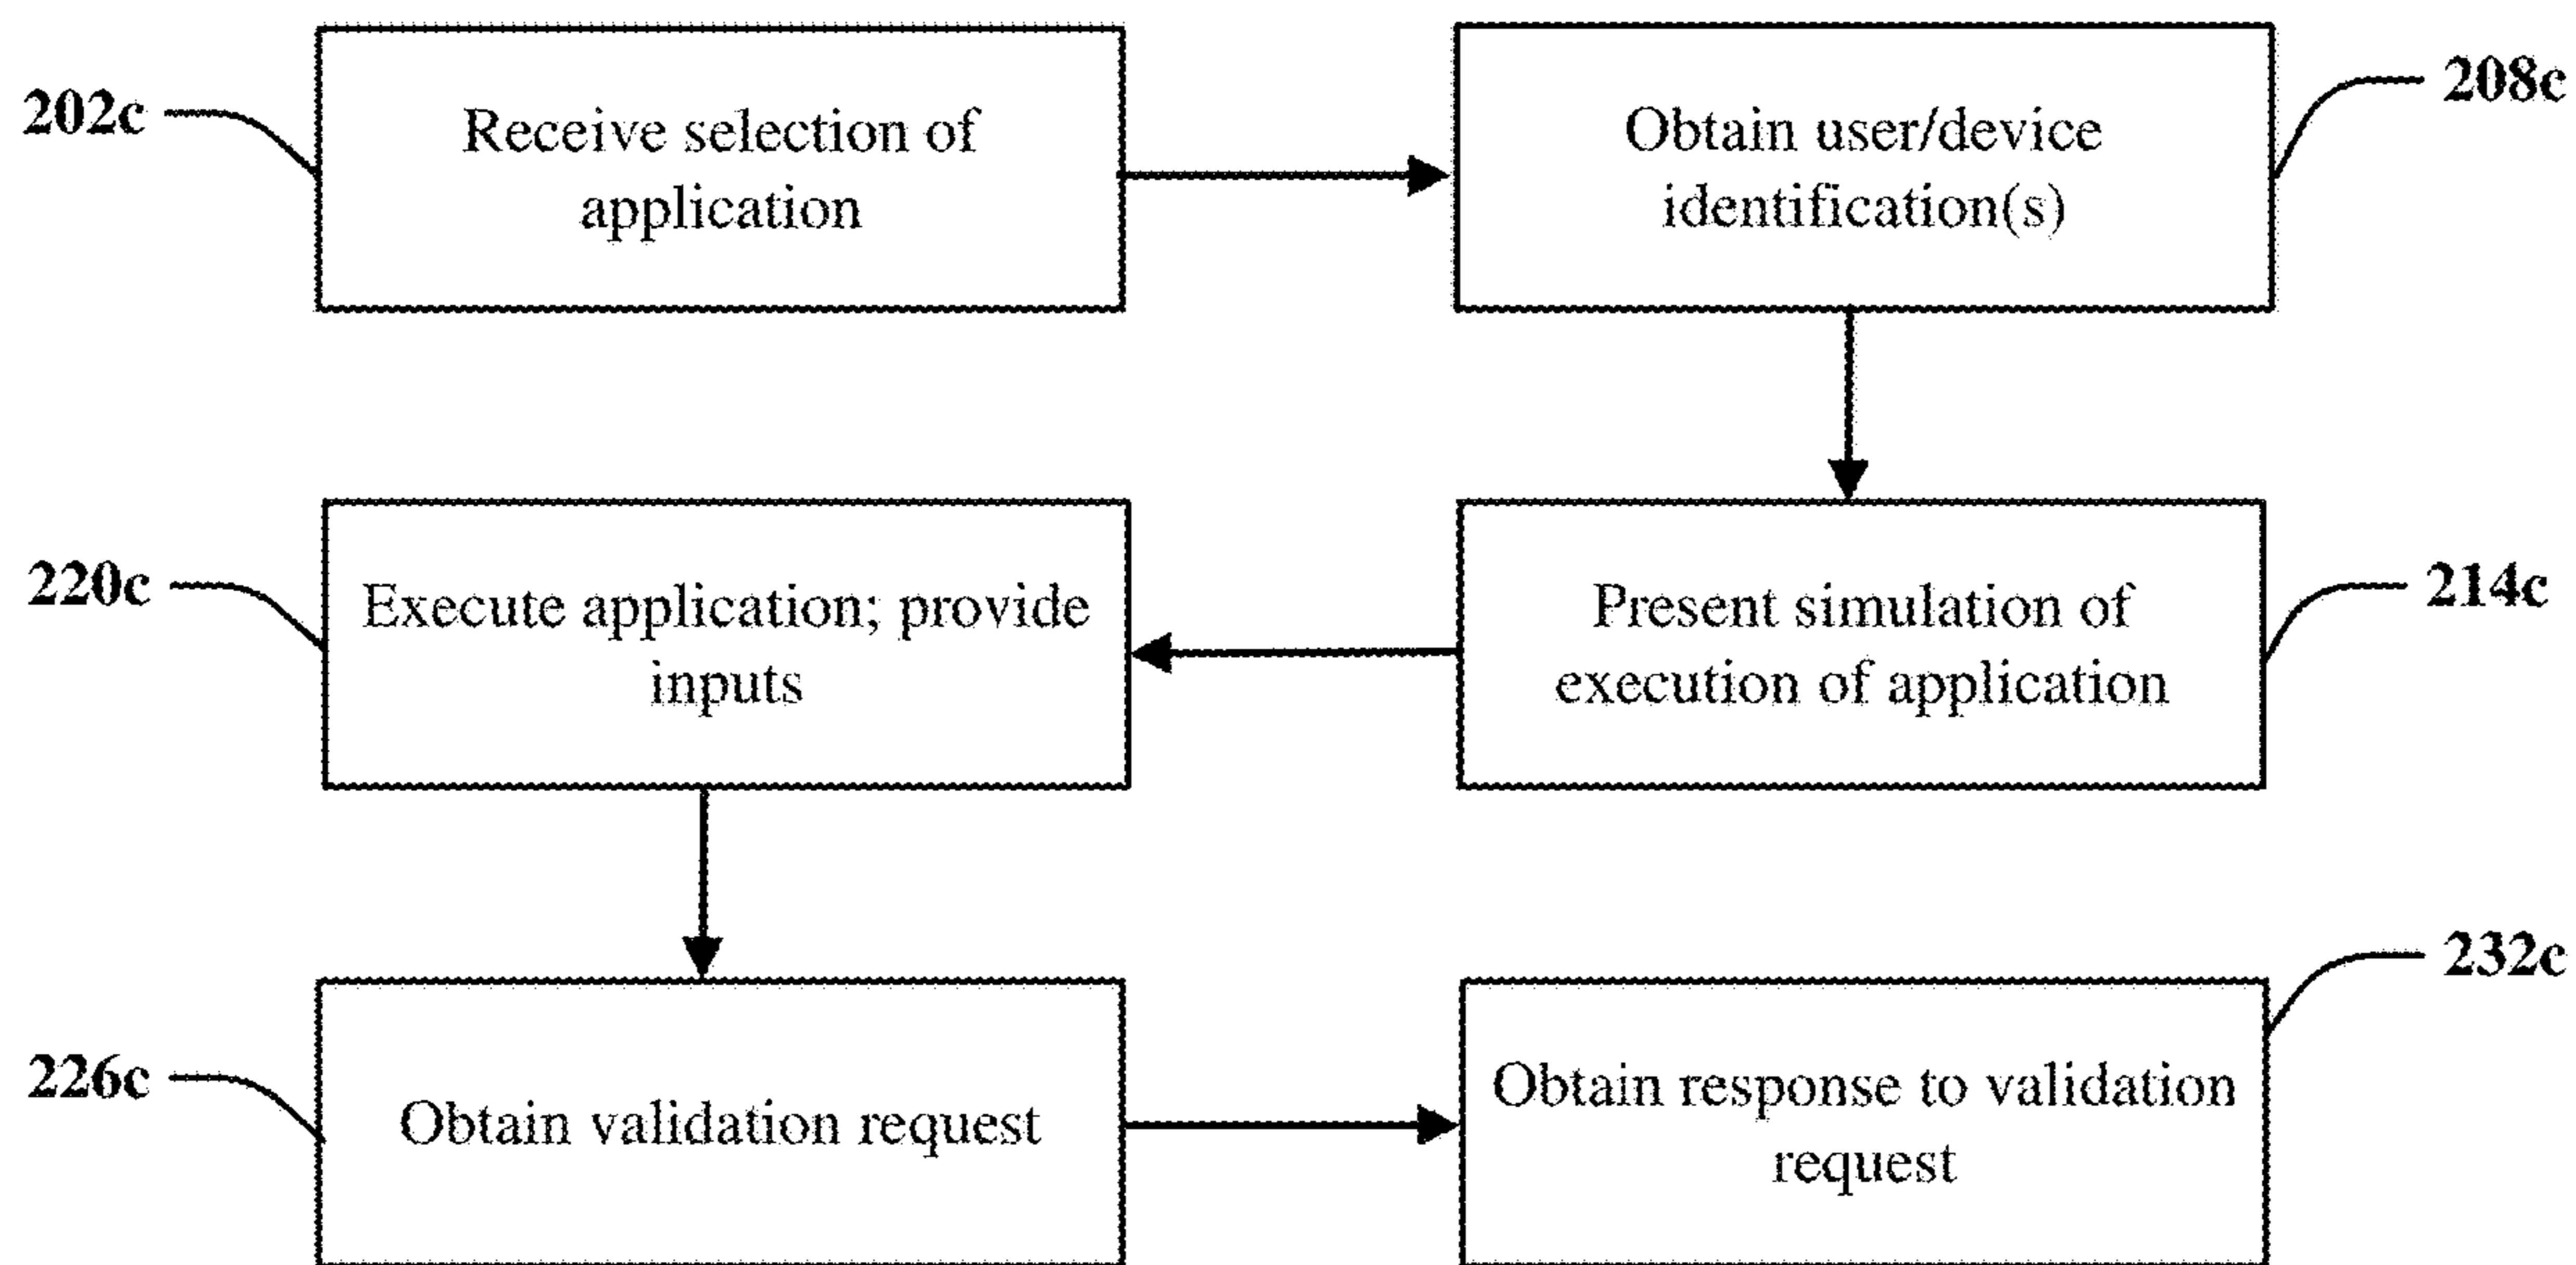 202c
Receive selection of
application
Obtain user/device
identification(s)
208c
220c
Execute application; provide
inputs
Present simulation of
execution of application
214c
226c
Obtain validation request
Obtain response to validation
request
232c